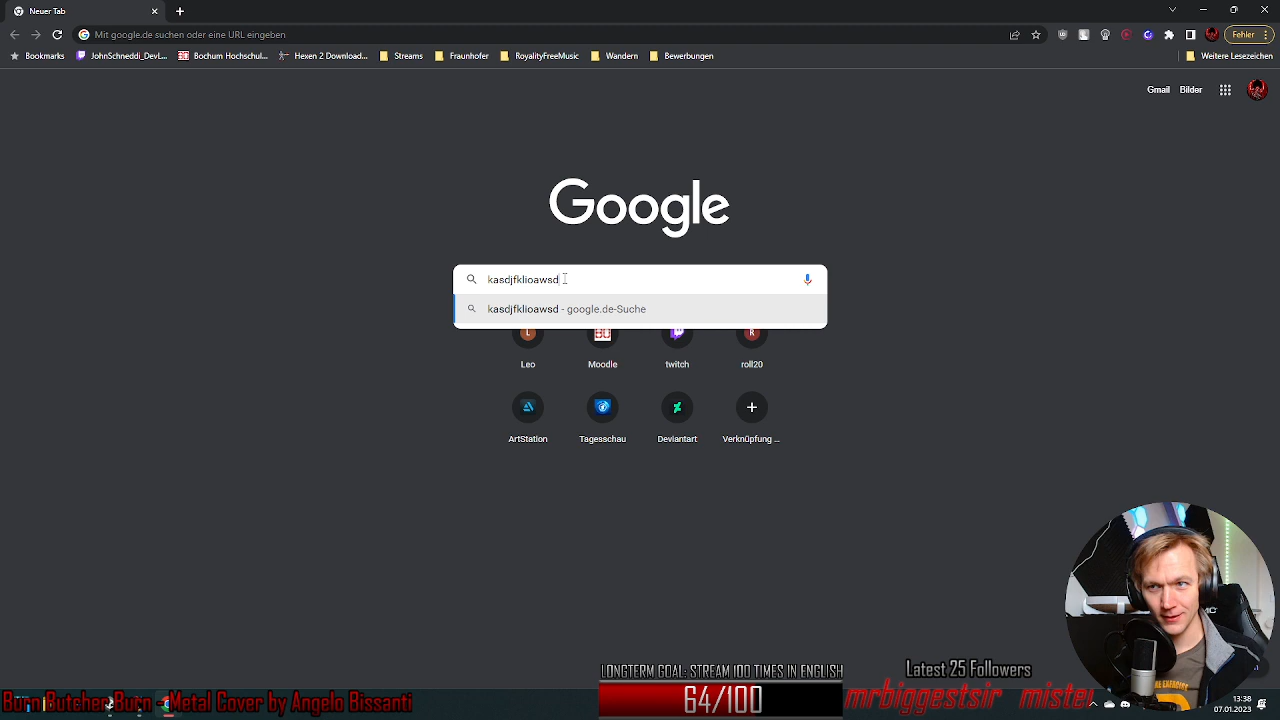 Neuer Tab
Mit google.de suchen oder eine URL eingeben
Fehler
Bookmarks
JohnSchneddi_DevL...
Bochum Hochschul...
Hexen 2 Download...
Streams
Fraunhofer
RoyaltyFreeMusic
Wandern
Bewerbungen
Weitere Lesezeichen
Gmail
Bilder
Google
kasdjfklioawsd
kasdjfklioawsd - google.de-Suche
Leo
Moodle
twitch
roll20
ArtStation
Tagesschau
Deviantart
Verknüpfung ...
LONGTERM GOAL: STREAM 100 TIMES IN ENGLISH
64/100
Latest 25 Followers
mrbiggestsir
Burn Butcher Burn - Metal Cover by Angelo Bissanti
13:38
07.01.2023